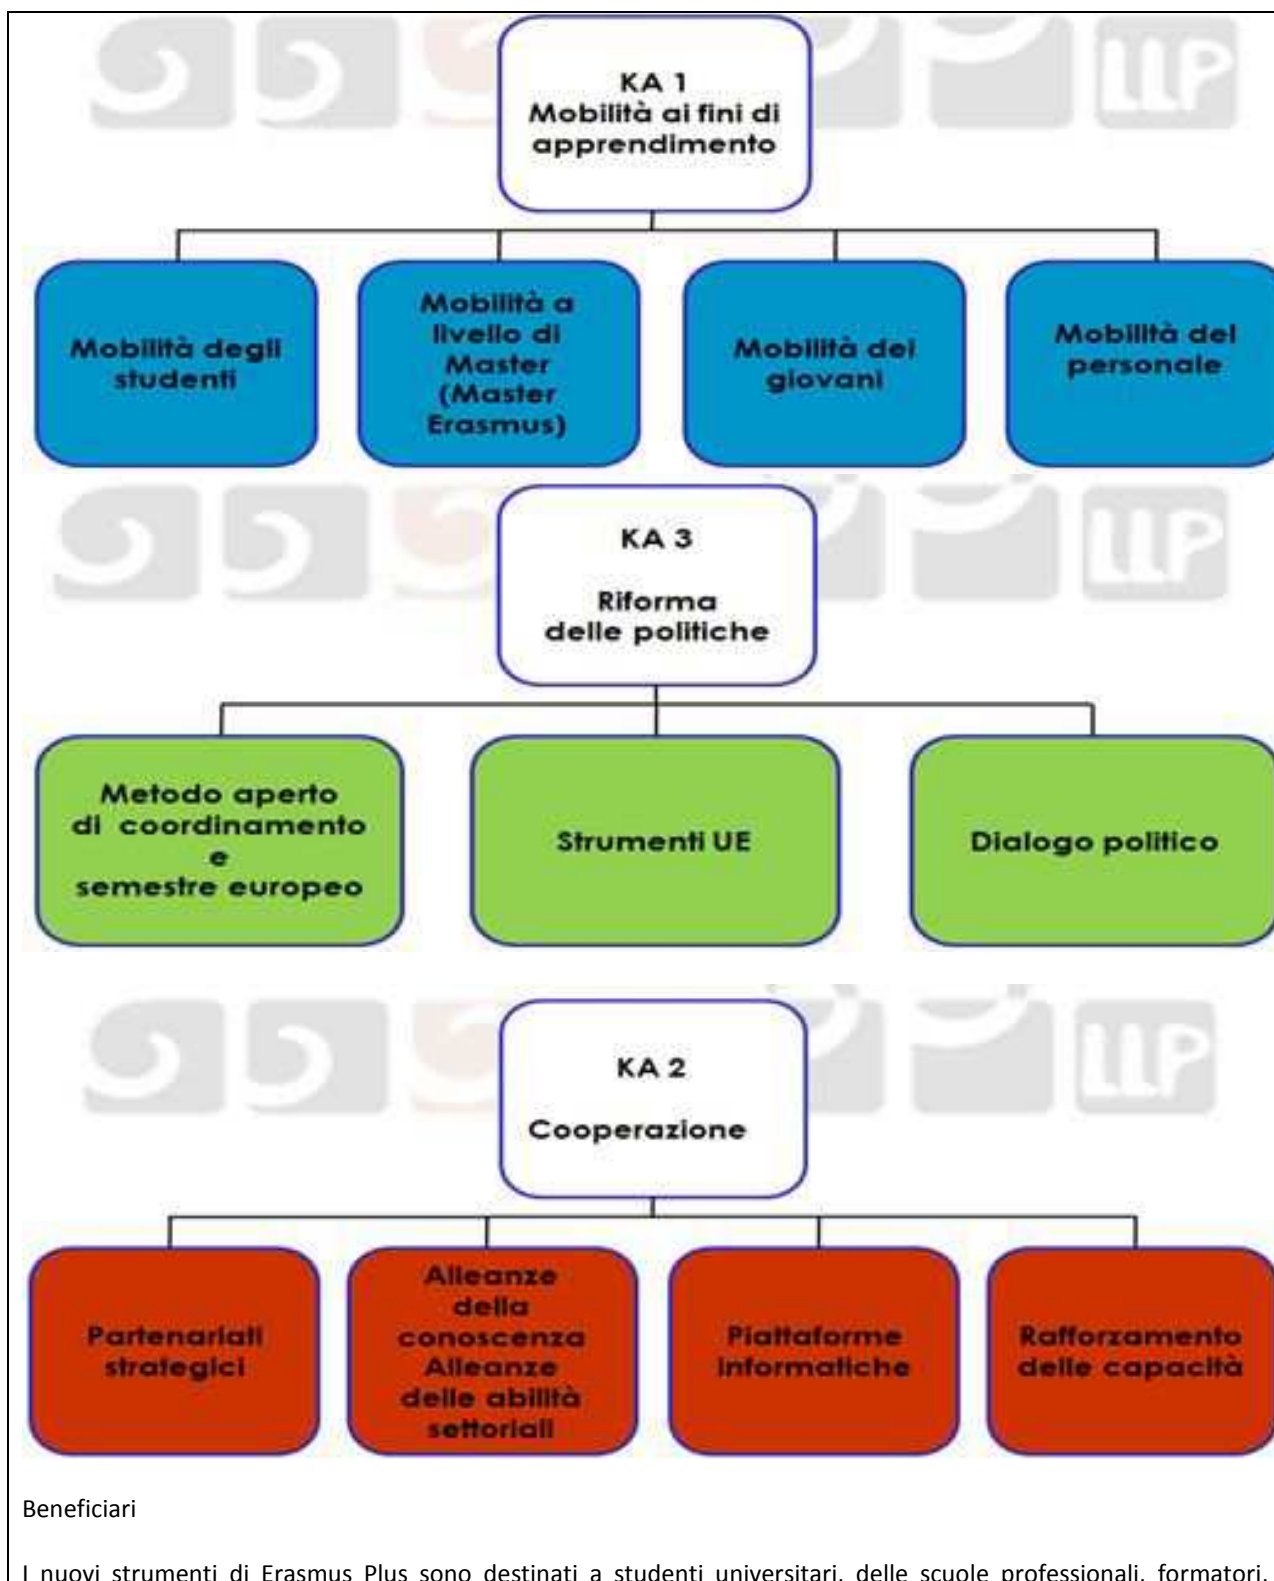 LLP
KA 1
Mobilità ai fini di
apprendimento
Mobilità degli
studenti
Mobilità a
livello di
Master
(Master
Erasmus)
Mobilità dei
giovani
Mobilità del
personale
LLP
KA 3
Riforma
delle politiche
Metodo aperto
di coordinamento
e
semestre europeo
Strumenti UE
Dialogo politico
LLP
KA 2
Cooperazione
Partenariati
strategici
Alleanze
della
conoscenza
Alleanze
delle abilità
settoriali
Piattaforme
informatiche
Rafforzamento
delle capacità
Beneficiari
I nuovi strumenti di Erasmus Plus sono destinati a studenti universitari, delle scuole professionali, formatori,